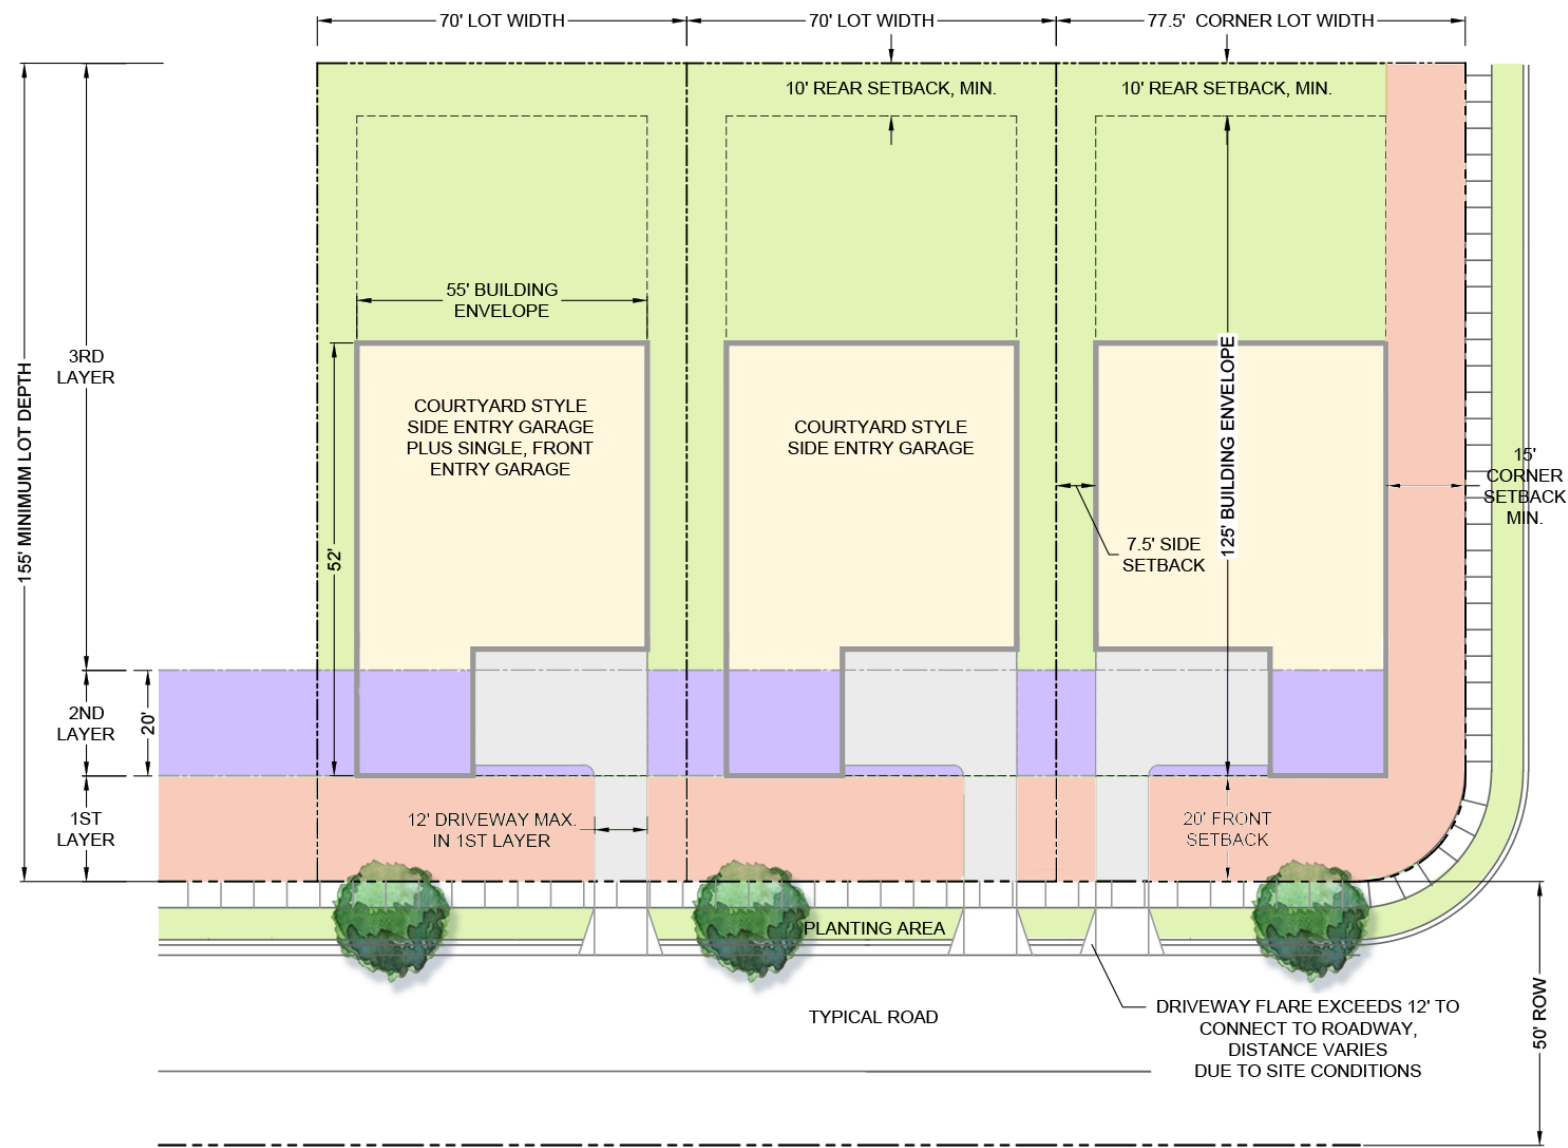 70' LOT WIDTH
70' LOT WIDTH
77.5' CORNER LOT WIDTH
10' REAR SETBACK, MIN.
10' REAR SETBACK, MIN.
55' BUILDING
ENVELOPE
155' MINIMUM LOT DEPTH
3RD
LAYER
COURTYARD STYLE
SIDE ENTRY GARAGE
PLUS SINGLE, FRONT
ENTRY GARAGE
COURTYARD STYLE
SIDE ENTRY GARAGE
125' BUILDING ENVELOPE
15'
CORNER
SETBACK
MIN.
52'
7.5' SIDE
SETBACK
2ND
LAYER
20'
1ST
LAYER
12' DRIVEWAY MAX.
IN 1ST LAYER
20' FRONT
SETBACK
PLANTING AREA
TYPICAL ROAD
DRIVEWAY FLARE EXCEEDS 12' TO
CONNECT TO ROADWAY,
DISTANCE VARIES
DUE TO SITE CONDITIONS
50' ROW